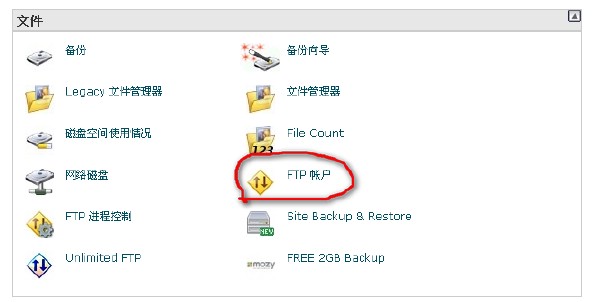 文件
备份
备份向导
Legacy 文件管理器
文件管理器
磁盘空间使用情况
File Count
123
网络磁盘
FTP 帐户
FTP 进程控制
Site Backup & Restore
NEW
Unlimited FTP
mozy
FREE 2GB Backup